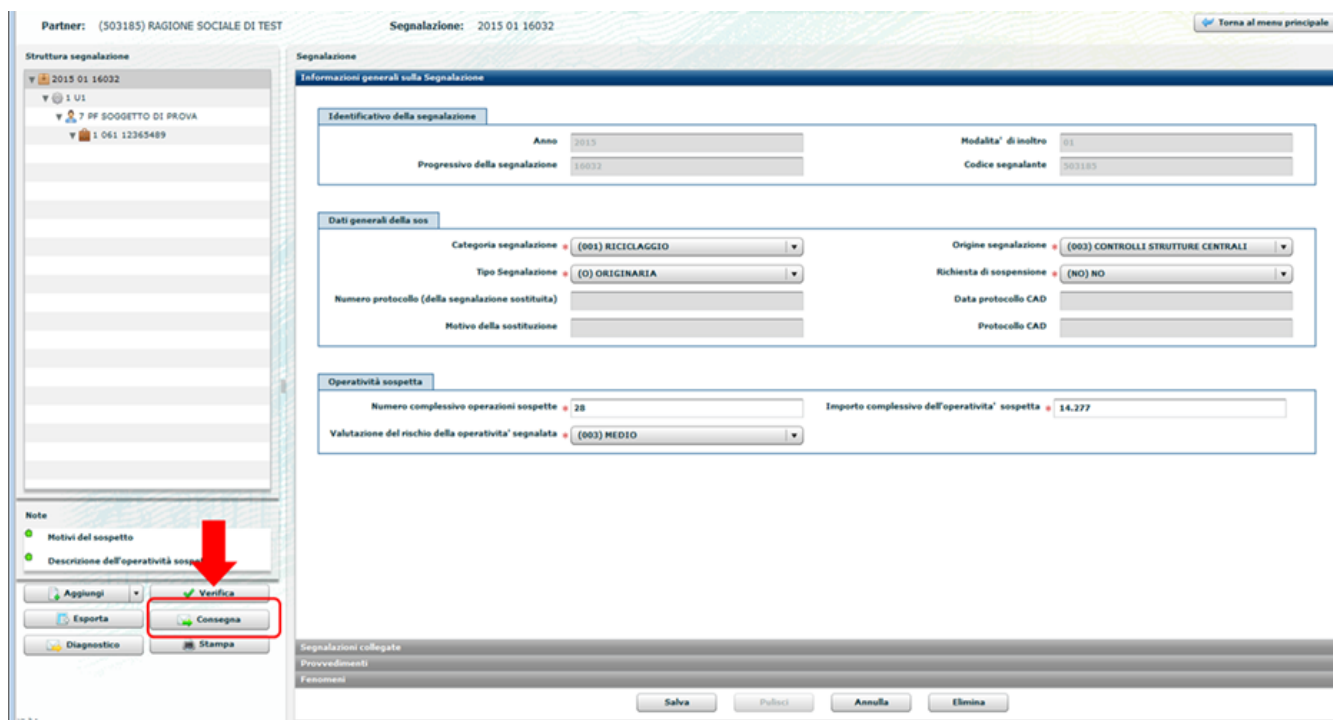 Partner: (503185) RAGIONE SOCIALE DI TEST Segnalazione: 2015 01 16032 Torna al menu principale
Struttura segnalazione
2015 01 16032
1 U1
7 PF SOGGETTO DI PROVA
1 061 12365489
Note
Motivi del sospetto
Descrizione dell'operatività
Aggiungi Verifica
Esporta Consegna
Diagnostico Stampa
Segnalazione
Informazioni generali sulla Segnalazione
Identificativo della segnalazione
Anno 2015 Modalita' di inoltro 01
Progressivo della segnalazione 16032 Codice segnalante 503185
Dati generali della sos
Categoria segnalazione * (001) RICICLAGGIO Origine segnalazione * (003) CONTROLLI STRUTTURE CENTRALI
Tipo Segnalazione * (O) ORIGINARIA Richiesta di sospensione * (NO) NO
Numero protocollo (della segnalazione sostituita) Data protocollo CAD
Motivo della sostituzione Protocollo CAD
Operatività sospetta
Numero complessivo operazioni sospette * 28 Importo complessivo dell'operativita' sospetta * 14.277
Valutazione del rischio della operativita' segnalata * (003) MEDIO
Segnalazioni collegate
Provvedimenti
Fenomeni
Salva Pulisci Annulla Elimina